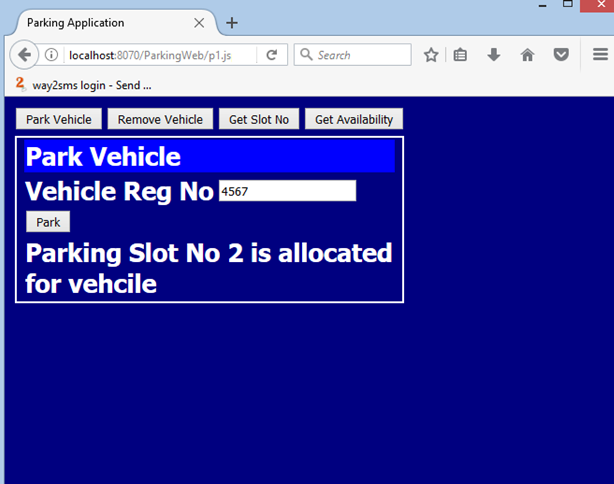 Parking Application
localhost:8070/ParkingWeb/p1.js
Search
2 way2sms login - Send ...
Park Vehicle Remove Vehicle Get Slot No Get Availability
Park Vehicle
Vehicle Reg No 4567
Park
Parking Slot No 2 is allocated
for vehcile